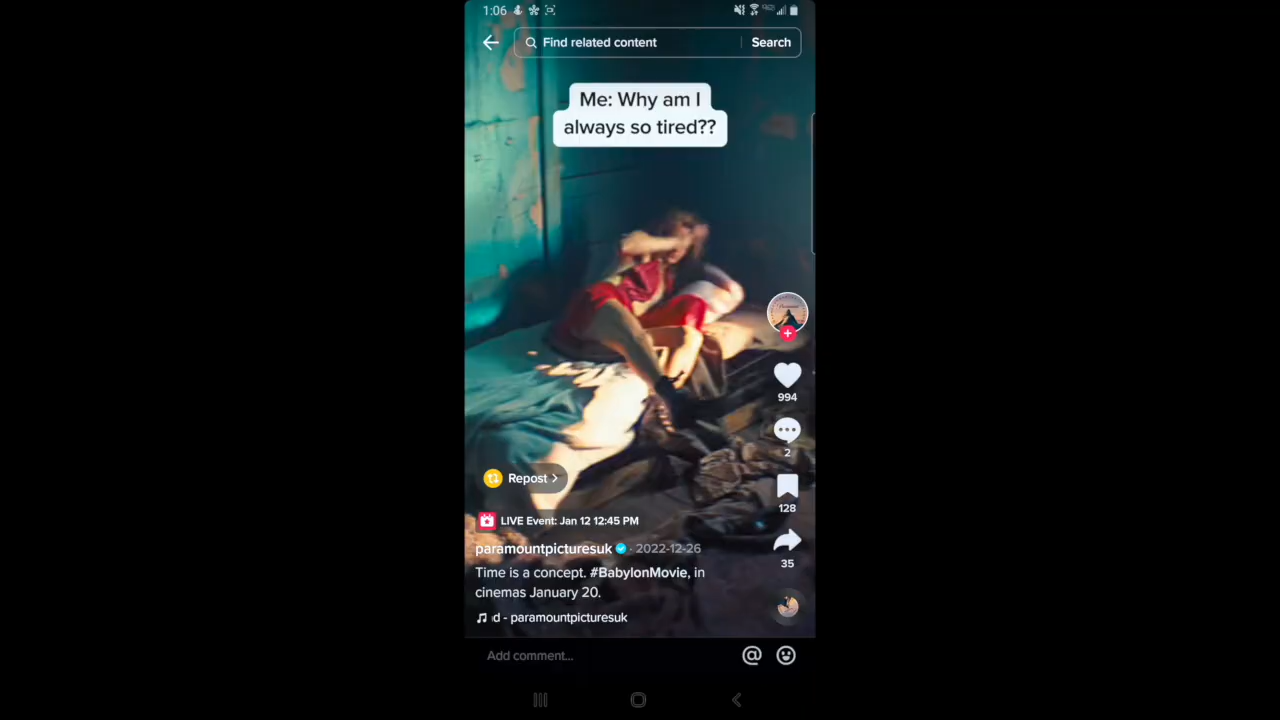 1:06
Find related content
Search
Me: Why am I
always so tired??
994
2
128
35
Repost
LIVE Event: Jan 12 12:45 PM
paramountpicturesuk · 2022-12-26
Time is a concept. #BabylonMovie, in
cinemas January 20.
d - paramountpicturesuk
Add comment...